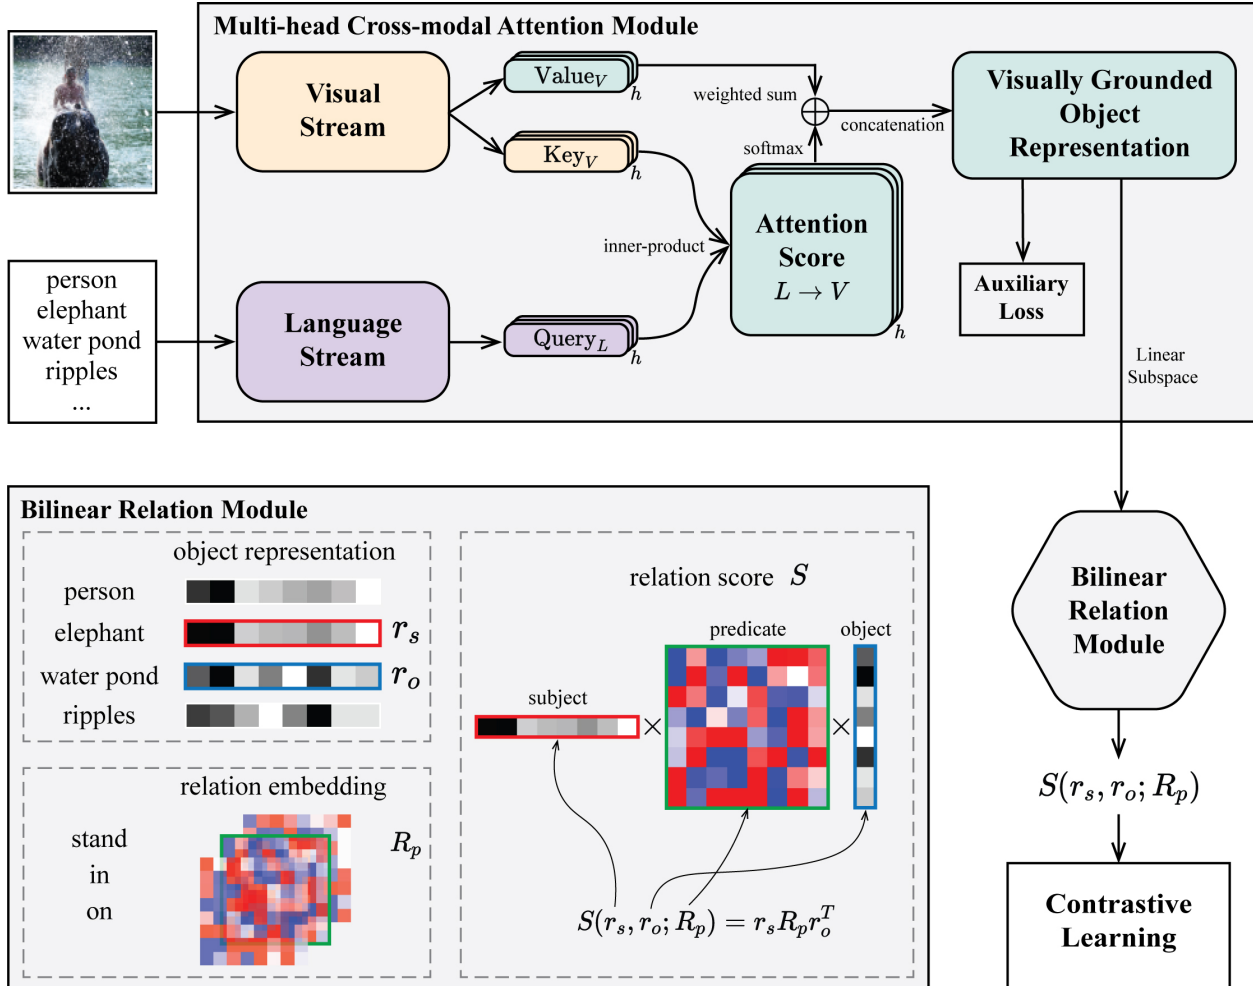 Multi-head Cross-modal Attention Module
Visual
Stream
Value_V
h
Key_V
h
weighted sum
softmax
concatenation
Visually Grounded
Object
Representation
inner-product
Attention
Score
L → V
h
Auxiliary
Loss
person
elephant
water pond
ripples
...
Language
Stream
Query_L
h
Linear
Subspace
Bilinear Relation Module
object representation
person
elephant
r_s
water pond
r_o
ripples
relation embedding
stand
in
on
R_p
relation score S
predicate
object
subject
×
×
S(r_s, r_o; R_p) = r_s R_p r_o^T
Bilinear
Relation
Module
S(r_s, r_o; R_p)
Contrastive
Learning